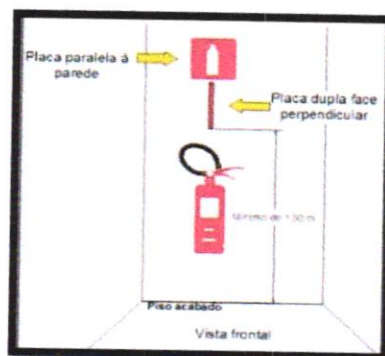 Placa paralela á
parede
Placa dupla face
perpendicular
Piso acabado
Vista frontal